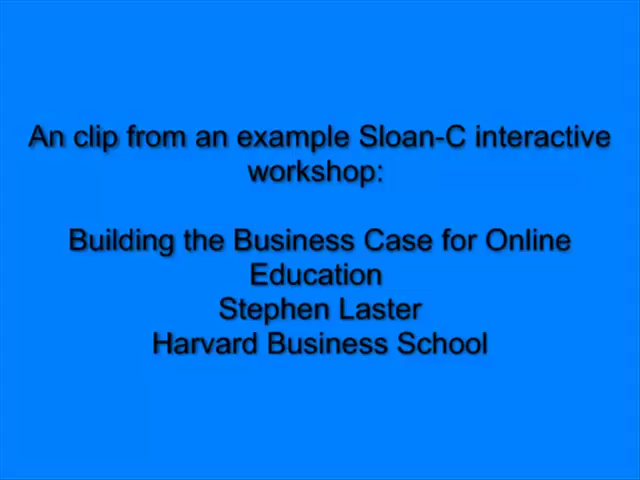 An clip from an example Sloan-C interactive
workshop:
Building the Business Case for Online
Education
Stephen Laster
Harvard Business School